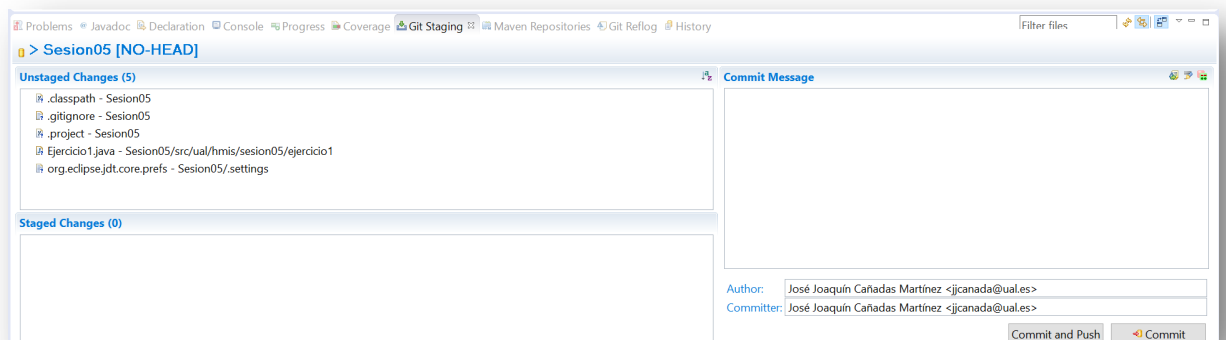 Problems Javadoc Declaration Console Progress Coverage Git Staging Maven Repositories Git Reflog History Filter files
> Sesion05 [NO-HEAD]
Unstaged Changes (5)
.classpath - Sesion05
.gitignore - Sesion05
.project - Sesion05
Ejercicio1.java - Sesion05/src/ual/hmis/sesion05/ejercicio1
org.eclipse.jdt.core.prefs - Sesion05/.settings
Staged Changes (0)
Commit Message
Author: José Joaquín Cañadas Martínez <jjcanada@ual.es>
Committer: José Joaquín Cañadas Martínez <jjcanada@ual.es>
Commit and Push Commit